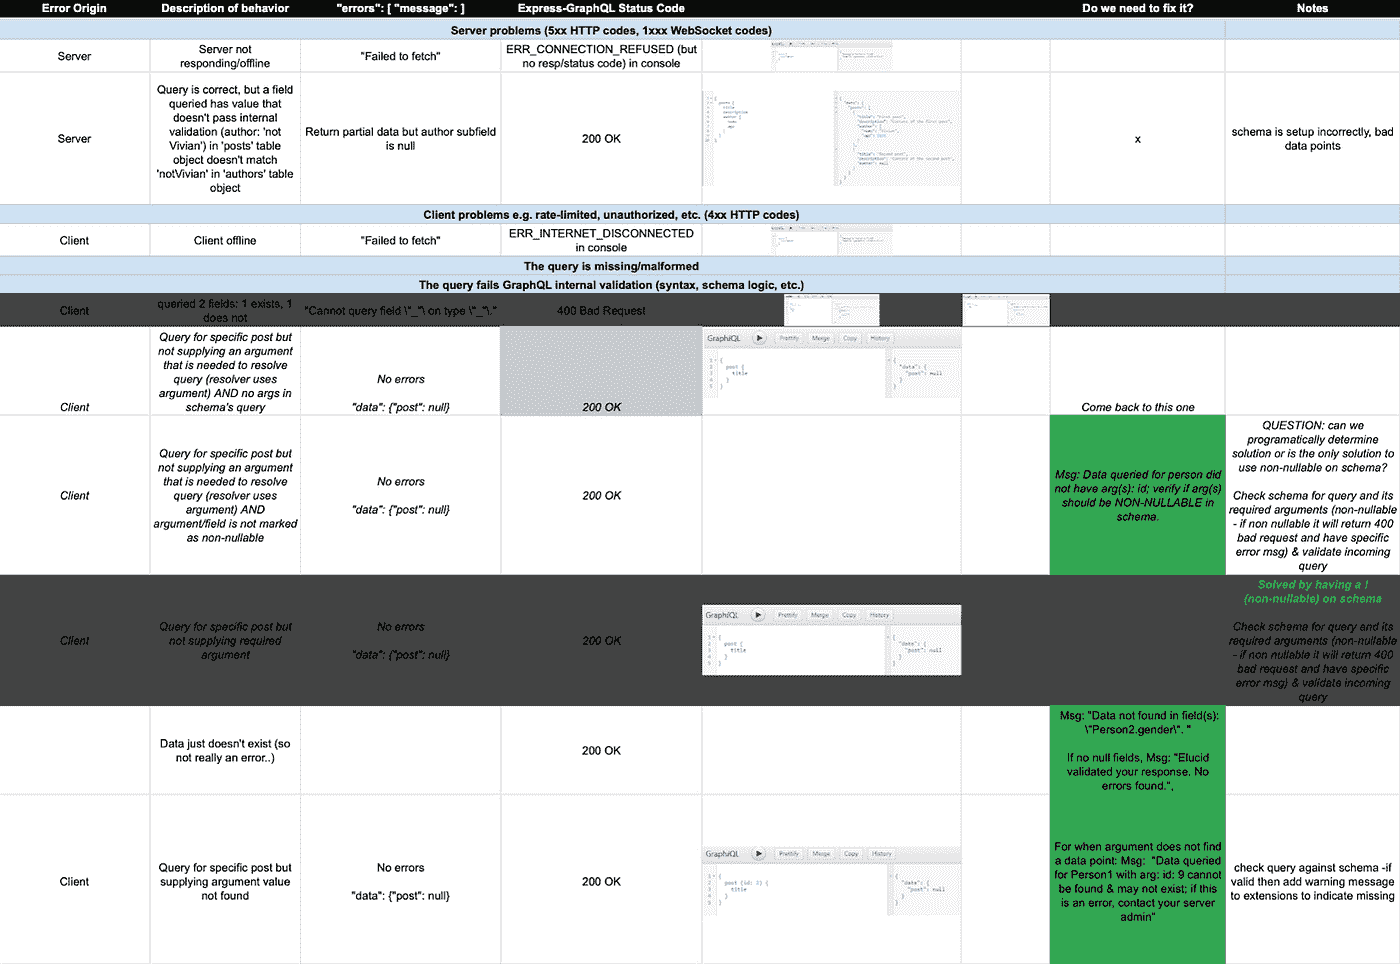 Error Origin
Description of behavior
"errors": [ "message": ]
Express-GraphQL Status Code
Do we need to fix it?
Notes
Server problems (5xx HTTP codes, 1xxx WebSocket codes)
Server
Server not
responding/offline
"Failed to fetch"
ERR_CONNECTION_REFUSED (but
no resp/status code) in console
Server
Query is correct, but a field
queried has value that
doesn't pass internal
validation (author: 'not
Vivian') in 'posts' table
object doesn't match
'notVivian' in 'authors' table
object
Return partial data but author subfield
is null
200 OK
x
schema is setup incorrectly, bad
data points
Client problems e.g. rate-limited, unauthorized, etc. (4xx HTTP codes)
Client
Client offline
"Failed to fetch"
ERR_INTERNET_DISCONNECTED
in console
The query is missing/malformed
The query fails GraphQL internal validation (syntax, schema logic, etc.)
Client
queried 2 fields: 1 exists, 1
does not
"Cannot query field \"_"\ on type \"_"\."
400 Bad Request
Client
Query for specific post but
not supplying an argument
that is needed to resolve
query (resolver uses
argument) AND no args in
schema's query
No errors
"data": {"post": null}
200 OK
GraphiQL
Prettify
Merge
Copy
History
{
post {
title
}
}
{
"data": {
"post": null
}
}
Come back to this one
Client
Query for specific post but
not supplying an argument
that is needed to resolve
query (resolver uses
argument) AND
argument/field is not marked
as non-nullable
No errors
"data": {"post": null}
200 OK
Msg: Data queried for person did
not have arg(s): id; verify if arg(s)
should be NON-NULLABLE in
schema.
QUESTION: can we
programatically determine
solution or is the only solution to
use non-nullable on schema?
Check schema for query and its
required arguments (non-nullable
- if non nullable it will return 400
bad request and have specific
error msg) & validate incoming
query
Client
Query for specific post but
not supplying required
argument
No errors
"data": {"post": null}
200 OK
GraphiQL
Prettify
Merge
Copy
History
{
post {
title
}
}
{
"data": {
"post": null
}
}
Solved by having a !
(non-nullable) on schema
Check schema for query and its
required arguments (non-nullable
- if non nullable it will return 400
bad request and have specific
error msg) & validate incoming
query
Data just doesn't exist (so
not really an error..)
200 OK
Msg: "Data not found in field(s):
\"Person2.gender\". "
If no null fields, Msg: "Elucid
validated your response. No
errors found.",
Client
Query for specific post but
supplying argument value
not found
No errors
"data": {"post": null}
200 OK
GraphiQL
Prettify
Merge
Copy
History
title
"data": {
"post": null
For when argument does not find
a data point: Msg: "Data queried
for Person1 with arg: id: 9 cannot
be found & may not exist; if this
is an error, contact your server
admin"
check query against schema -if
valid then add warning message
to extensions to indicate missing